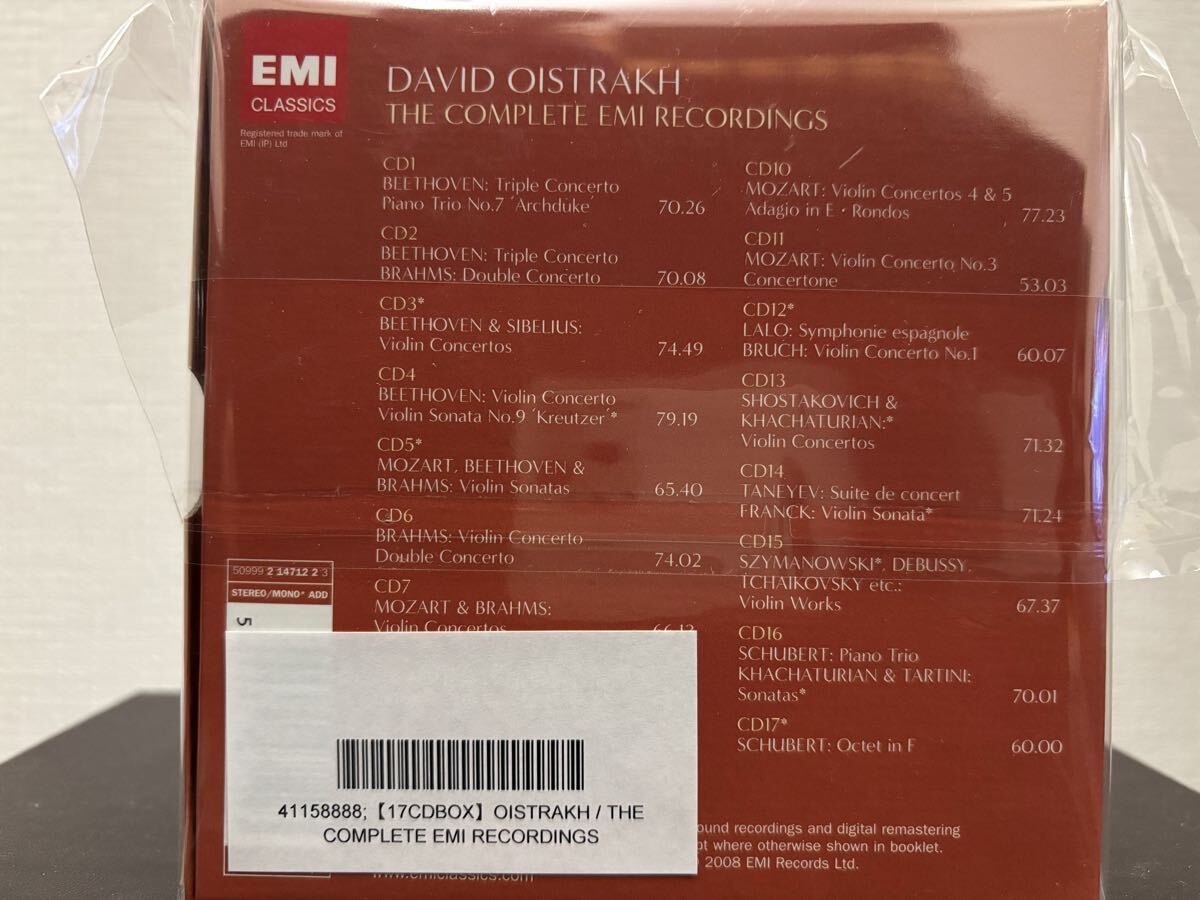 EMI
CLASSICS
Registered trade mark of
EMI (IP) Ltd
DAVID OISTRAKH
THE COMPLETE EMI RECORDINGS
CD1
BEETHOVEN: Triple Concerto
Piano Trio No.7 'Archduke' 70.26
CD2
BEETHOVEN: Triple Concerto
BRAHMS: Double Concerto 70.08
CD3*
BEETHOVEN & SIBELIUS:
Violin Concertos 74.49
CD4
BEETHOVEN: Violin Concerto
Violin Sonata No.9 'Kreutzer'* 79.19
CD5*
MOZART, BEETHOVEN &
BRAHMS: Violin Sonatas 65.40
CD6
BRAHMS: Violin Concerto
Double Concerto 74.02
CD7
MOZART & BRAHMS:
Violin Concertos
CD10
MOZART: Violin Concertos 4 & 5
Adagio in E · Rondos 77.23
CD11
MOZART: Violin Concerto No.3
Concertone 53.03
CD12*
LALO: Symphonie espagnole
BRUCH: Violin Concerto No.1 60.07
CD13
SHOSTAKOVICH &
KHACHATURIAN:*
Violin Concertos 71.32
CD14
TANEYEV: Suite de concert
FRANCK: Violin Sonata* 71.24
CD15
SZYMANOWSKI*, DEBUSSY,
TCHAIKOVSKY etc.:
Violin Works 67.37
CD16
SCHUBERT: Piano Trio
KHACHATURIAN & TARTINI:
Sonatas* 70.01
CD17*
SCHUBERT: Octet in F 60.00
50999 2 14712 2 3
STEREO/MONO* ADD
5
41158888;【17CDBOX】OISTRAKH / THE
COMPLETE EMI RECORDINGS
ound recordings and digital remastering
pt where otherwise shown in booklet.
2008 EMI Records Ltd.
www.emiclassics.com